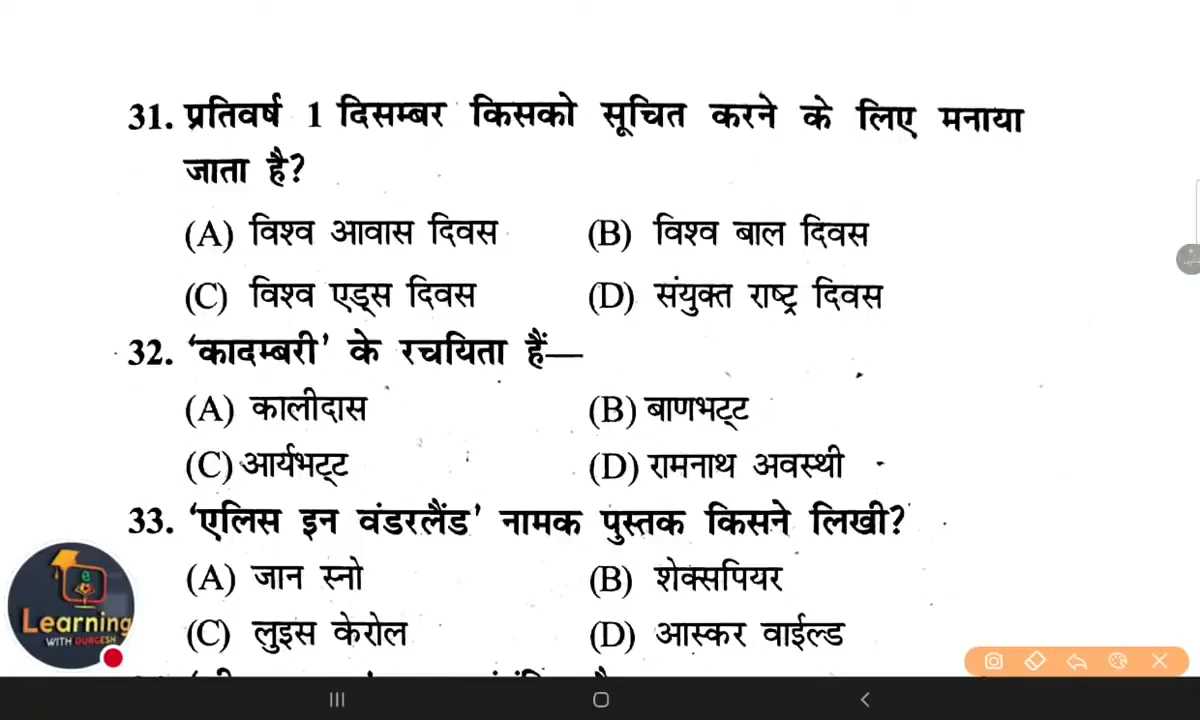 31. प्रतिवर्ष 1 दिसम्बर किसको सूचित करने के लिए मनाया
जाता है?
(A) विश्व आवास दिवस (B) विश्व बाल दिवस
(C) विश्व एड्स दिवस (D) संयुक्त राष्ट्र दिवस
32. ‘कादम्बरी’ के रचयिता हैं—
(A) कालीदास (B) बाणभट्ट
(C) आर्यभट्ट (D) रामनाथ अवस्थी
33. ‘एलिस इन वंडरलैंड’ नामक पुस्तक किसने लिखी?
(A) जान स्नो (B) शेक्सपियर
(C) लुइस केरोल (D) आस्कर वाईल्ड
e
Learning
WITH DURGESH